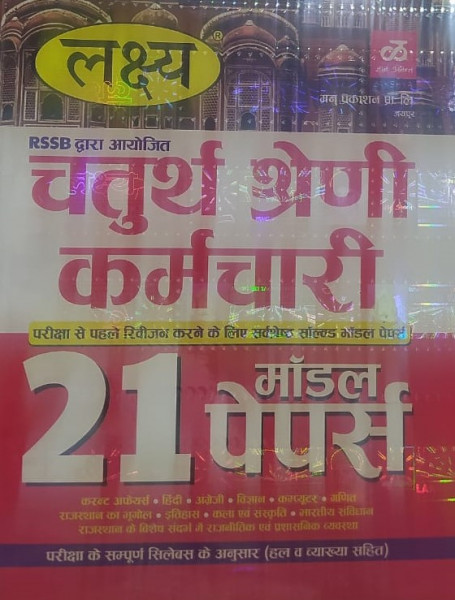 लक्ष्य
®
मनु प्रकाशन प्रा. लि.
जयपुर
RSSB द्वारा आयोजित
चतुर्थ श्रेणी
कर्मचारी
परीक्षा से पहले रिवीजन करने के लिए सर्वश्रेष्ठ सॉल्व्ड मॉडल पेपर्स
21 मॉडल
पेपर्स
करन्ट अफेयर्स • हिंदी • अंग्रेजी • विज्ञान • कम्प्यूटर • गणित
राजस्थान का भूगोल • इतिहास • कला एवं संस्कृति • भारतीय संविधान
राजस्थान के विशेष संदर्भ में राजनीतिक एवं प्रशासनिक व्यवस्था
परीक्षा के सम्पूर्ण सिलेबस के अनुसार (हल व व्याख्या सहित)